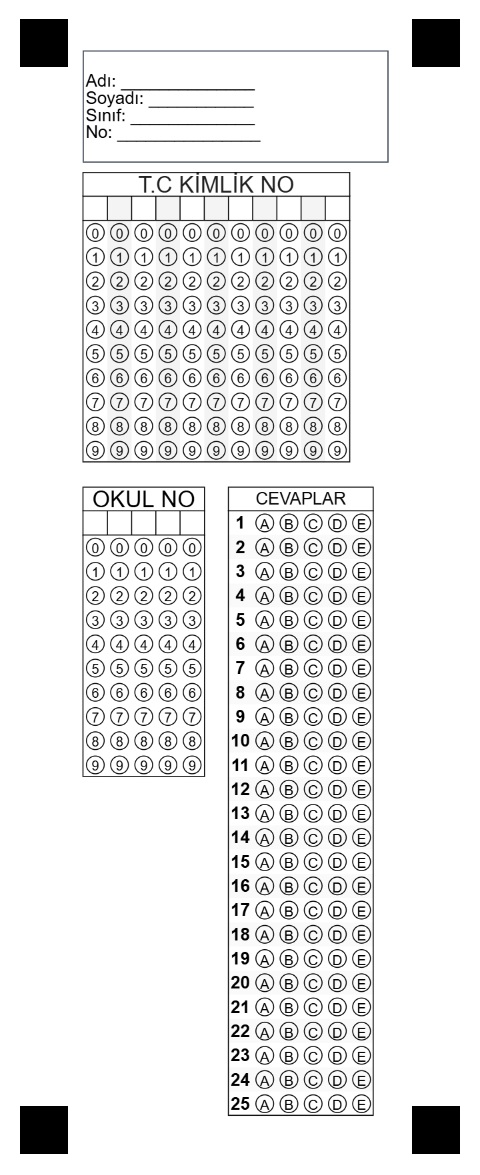 Adı: _______________
Soyadı: ____________
Sınıf: ______________
No: ________________
T.C KİMLİK NO
0 0 0 0 0 0 0 0 0 0 0
1 1 1 1 1 1 1 1 1 1 1
2 2 2 2 2 2 2 2 2 2 2
3 3 3 3 3 3 3 3 3 3 3
4 4 4 4 4 4 4 4 4 4 4
5 5 5 5 5 5 5 5 5 5 5
6 6 6 6 6 6 6 6 6 6 6
7 7 7 7 7 7 7 7 7 7 7
8 8 8 8 8 8 8 8 8 8 8
9 9 9 9 9 9 9 9 9 9 9
OKUL NO
0 0 0 0 0
1 1 1 1 1
2 2 2 2 2
3 3 3 3 3
4 4 4 4 4
5 5 5 5 5
6 6 6 6 6
7 7 7 7 7
8 8 8 8 8
9 9 9 9 9
CEVAPLAR
1 A B C D E
2 A B C D E
3 A B C D E
4 A B C D E
5 A B C D E
6 A B C D E
7 A B C D E
8 A B C D E
9 A B C D E
10 A B C D E
11 A B C D E
12 A B C D E
13 A B C D E
14 A B C D E
15 A B C D E
16 A B C D E
17 A B C D E
18 A B C D E
19 A B C D E
20 A B C D E
21 A B C D E
22 A B C D E
23 A B C D E
24 A B C D E
25 A B C D E